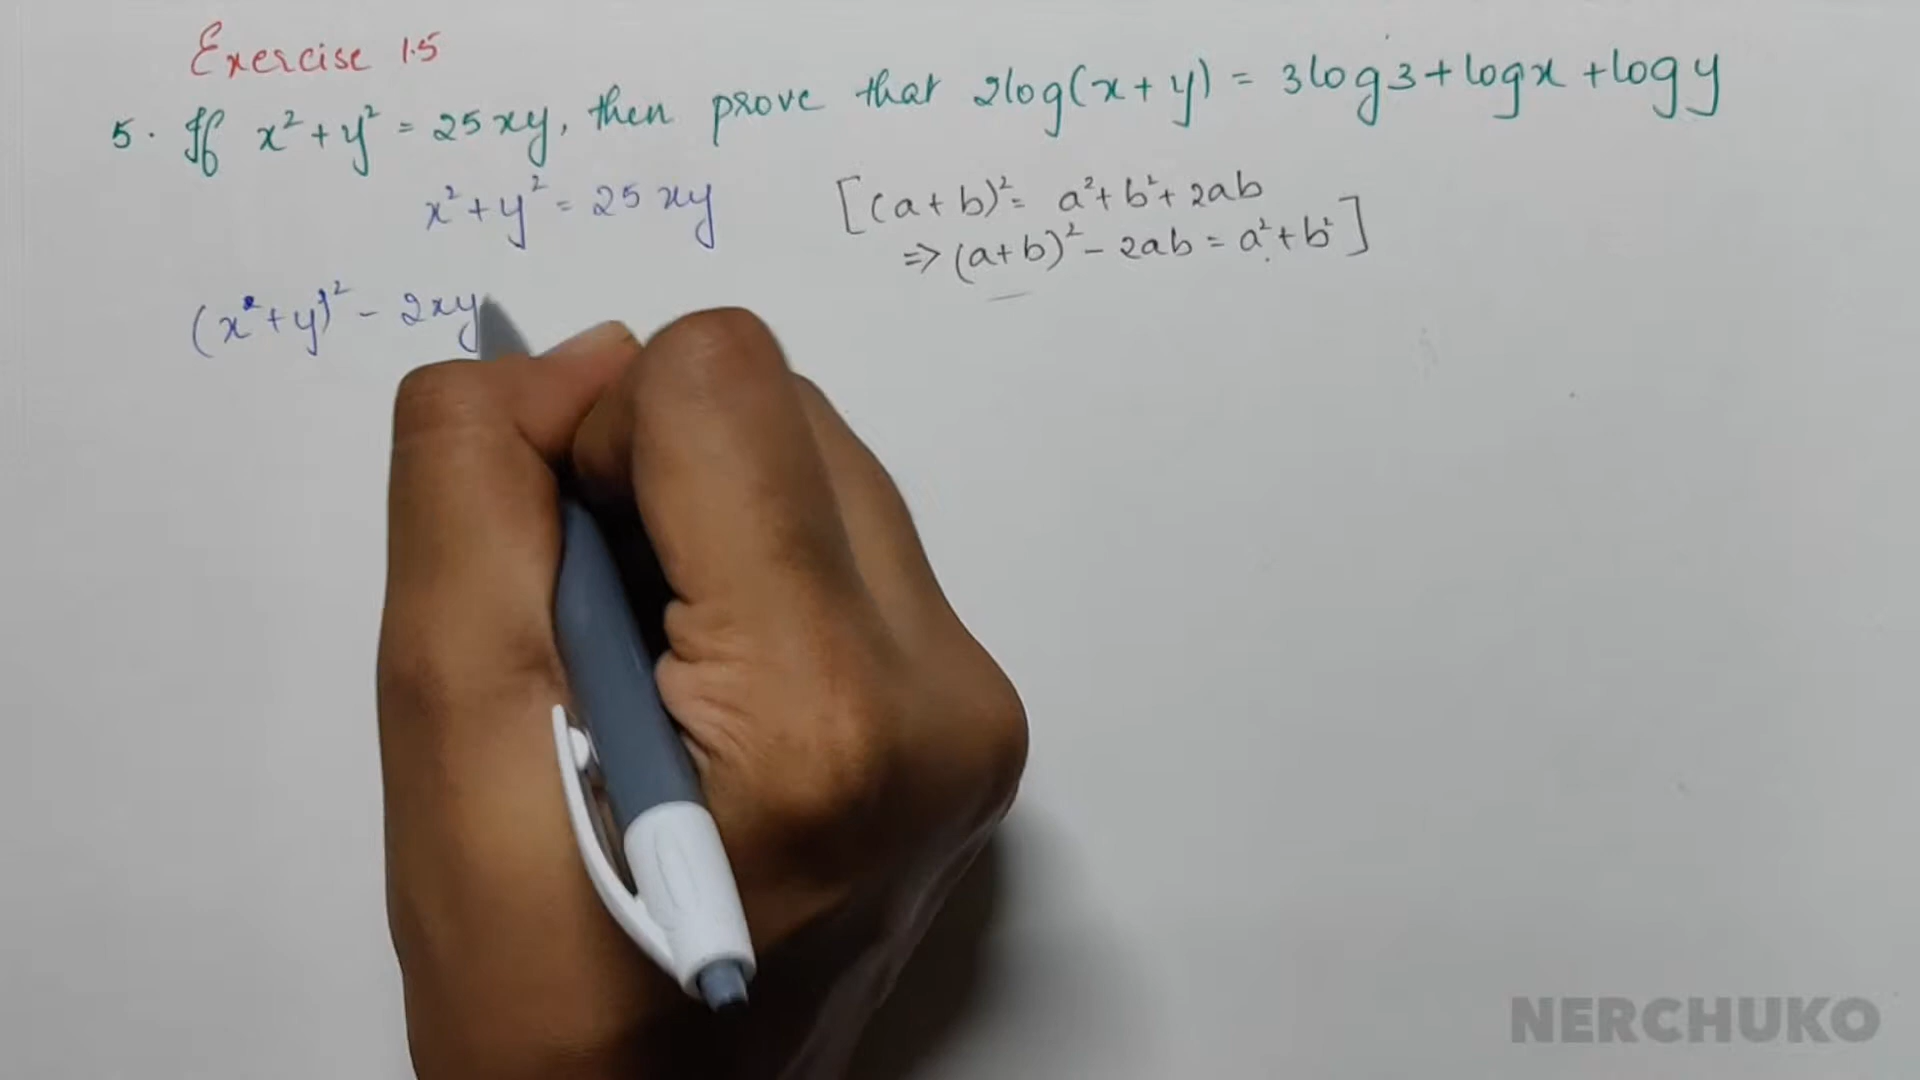 Exercise 1.5
5. If x² + y² = 25xy, then prove that 2log(x+y) = 3log3 + logx + logy
x² + y² = 25xy
[(a+b)² = a² + b² + 2ab
⇒ (a+b)² - 2ab = a² + b²]
(x² + y)² - 2xy
NERCHUKO